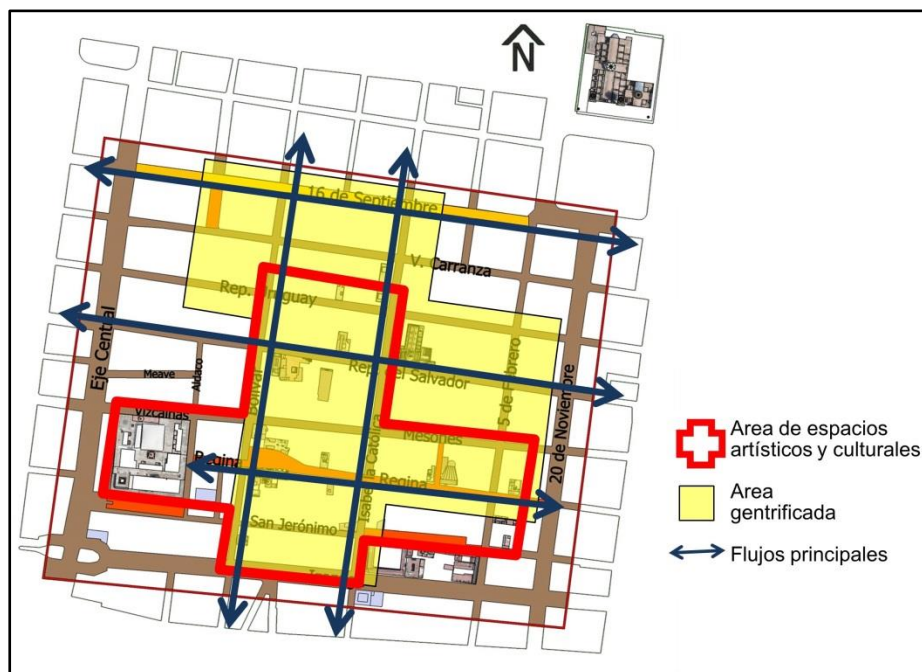 N
16 de Septiembre
V. Carranza
Rep. Uruguay
Eje Central
Rep. del Salvador
5 de Febrero
20 de Noviembre
Meave
Aldaco
Bolívar
Vizcaínas
Mesones
Isabel la Católica
Regina
Regina
San Jerónimo
Area de espacios
artísticos y culturales
Area
gentrificada
Flujos principales